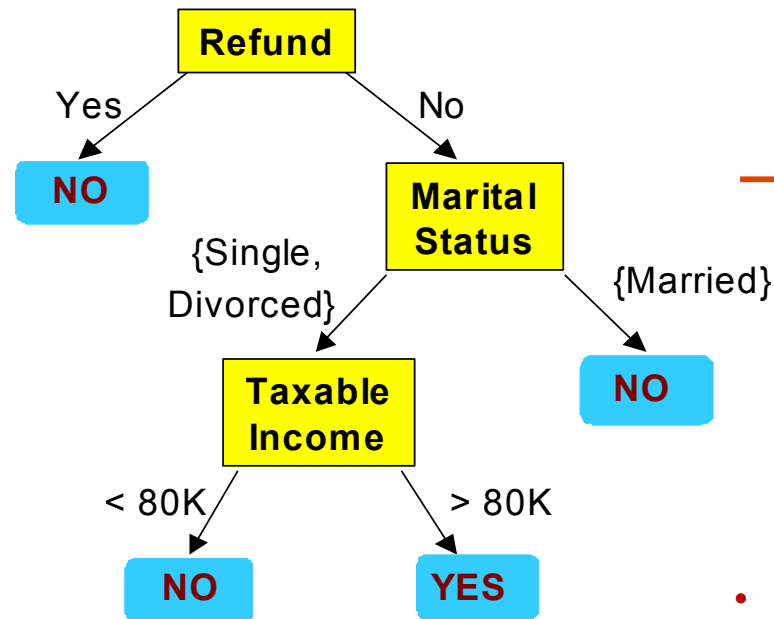 Refund
Yes
No
NO
Marital
Status
{Single,
Divorced}
{Married}
Taxable
Income
NO
< 80K
> 80K
NO
YES